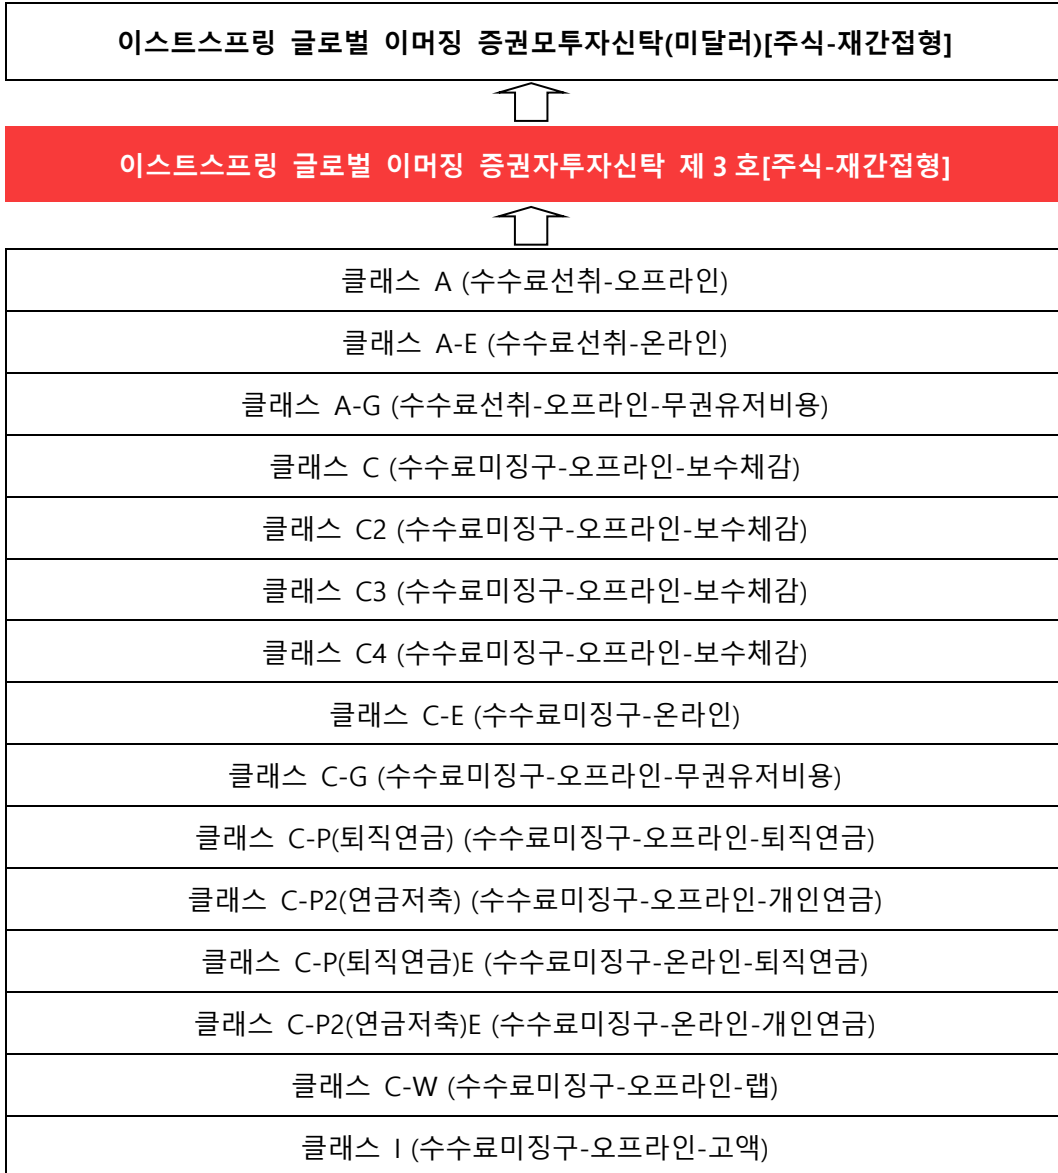 이스트스프링 글로벌 이머징 증권모투자신탁(미달러)[주식-재간접형]
이스트스프링 글로벌 이머징 증권자투자신탁 제 3 호[주식-재간접형]
클래스 A (수수료선취-오프라인)
클래스 A-E (수수료선취-온라인)
클래스 A-G (수수료선취-오프라인-무권유저비용)
클래스 C (수수료미징구-오프라인-보수체감)
클래스 C2 (수수료미징구-오프라인-보수체감)
클래스 C3 (수수료미징구-오프라인-보수체감)
클래스 C4 (수수료미징구-오프라인-보수체감)
클래스 C-E (수수료미징구-온라인)
클래스 C-G (수수료미징구-오프라인-무권유저비용)
클래스 C-P(퇴직연금) (수수료미징구-오프라인-퇴직연금)
클래스 C-P2(연금저축) (수수료미징구-오프라인-개인연금)
클래스 C-P(퇴직연금)E (수수료미징구-온라인-퇴직연금)
클래스 C-P2(연금저축)E (수수료미징구-온라인-개인연금)
클래스 C-W (수수료미징구-오프라인-랩)
클래스 I (수수료미징구-오프라인-고액)